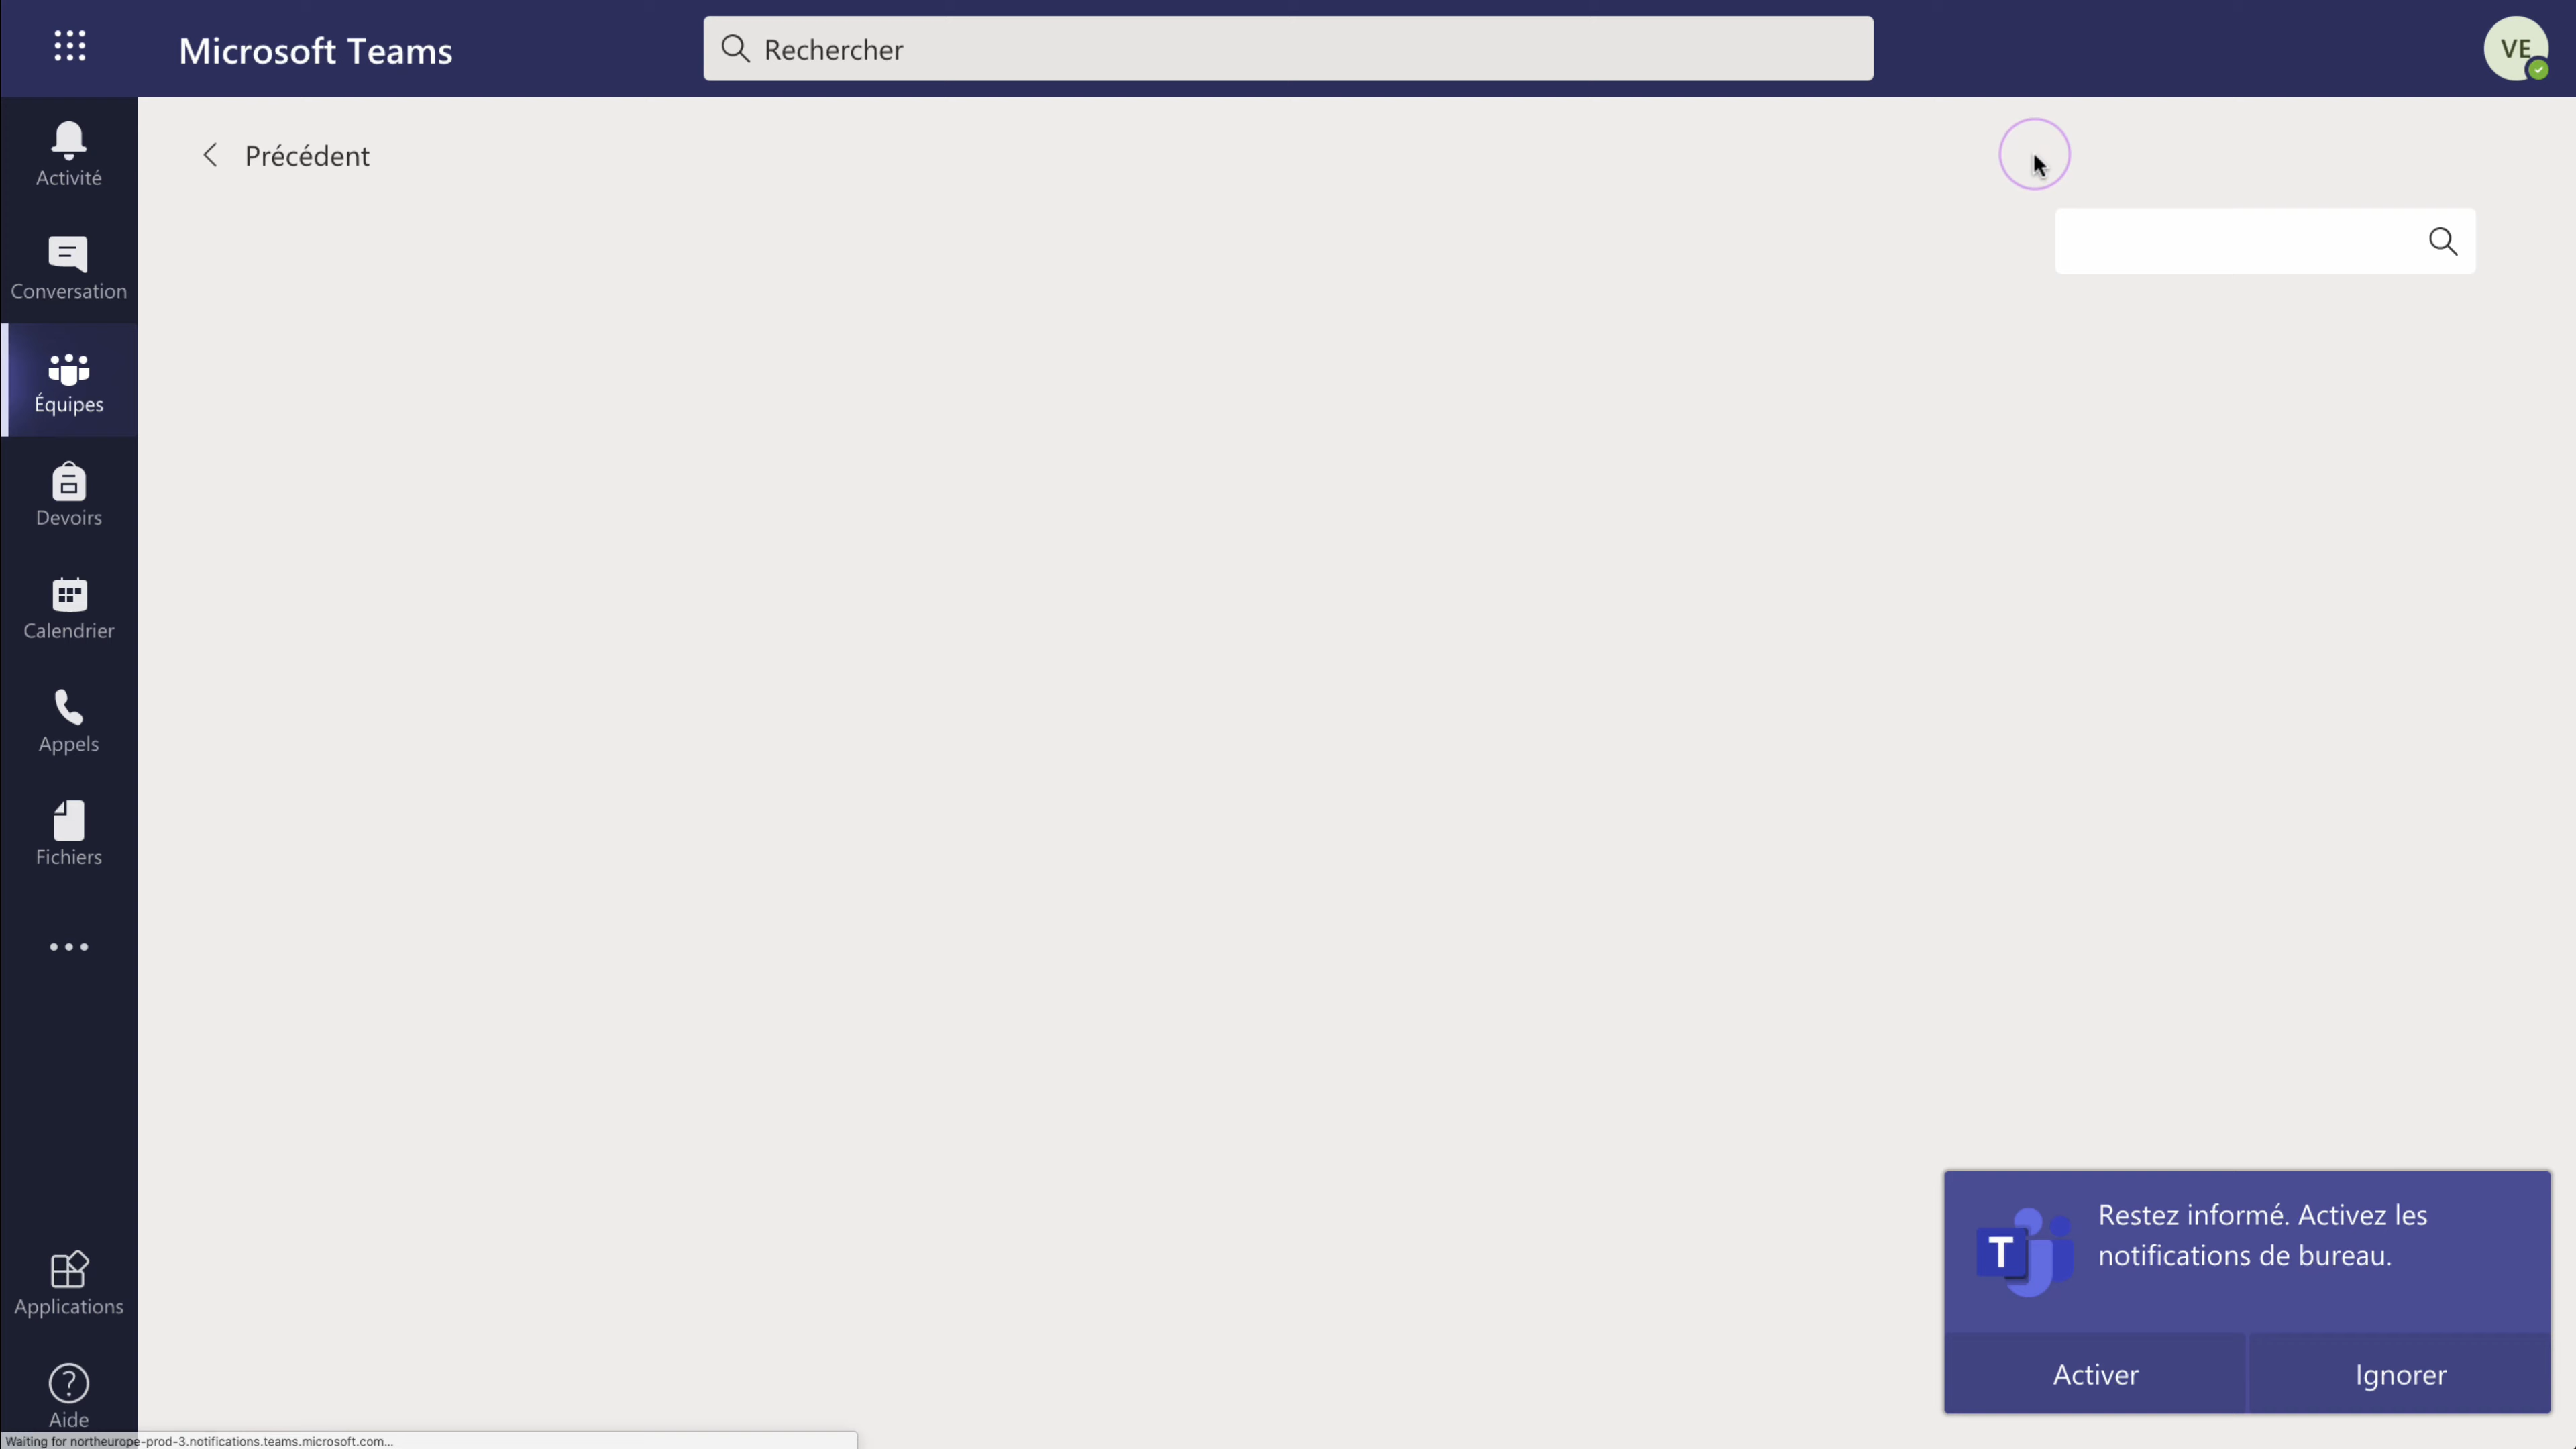 Microsoft Teams
Rechercher
VE
Activité
Conversation
Équipes
Devoirs
Calendrier
Appels
Fichiers
Applications
Aide
Précédent
T
Restez informé. Activez les
notifications de bureau.
Activer
Ignorer
Waiting for northeurope-prod-3.notifications.teams.microsoft.com...